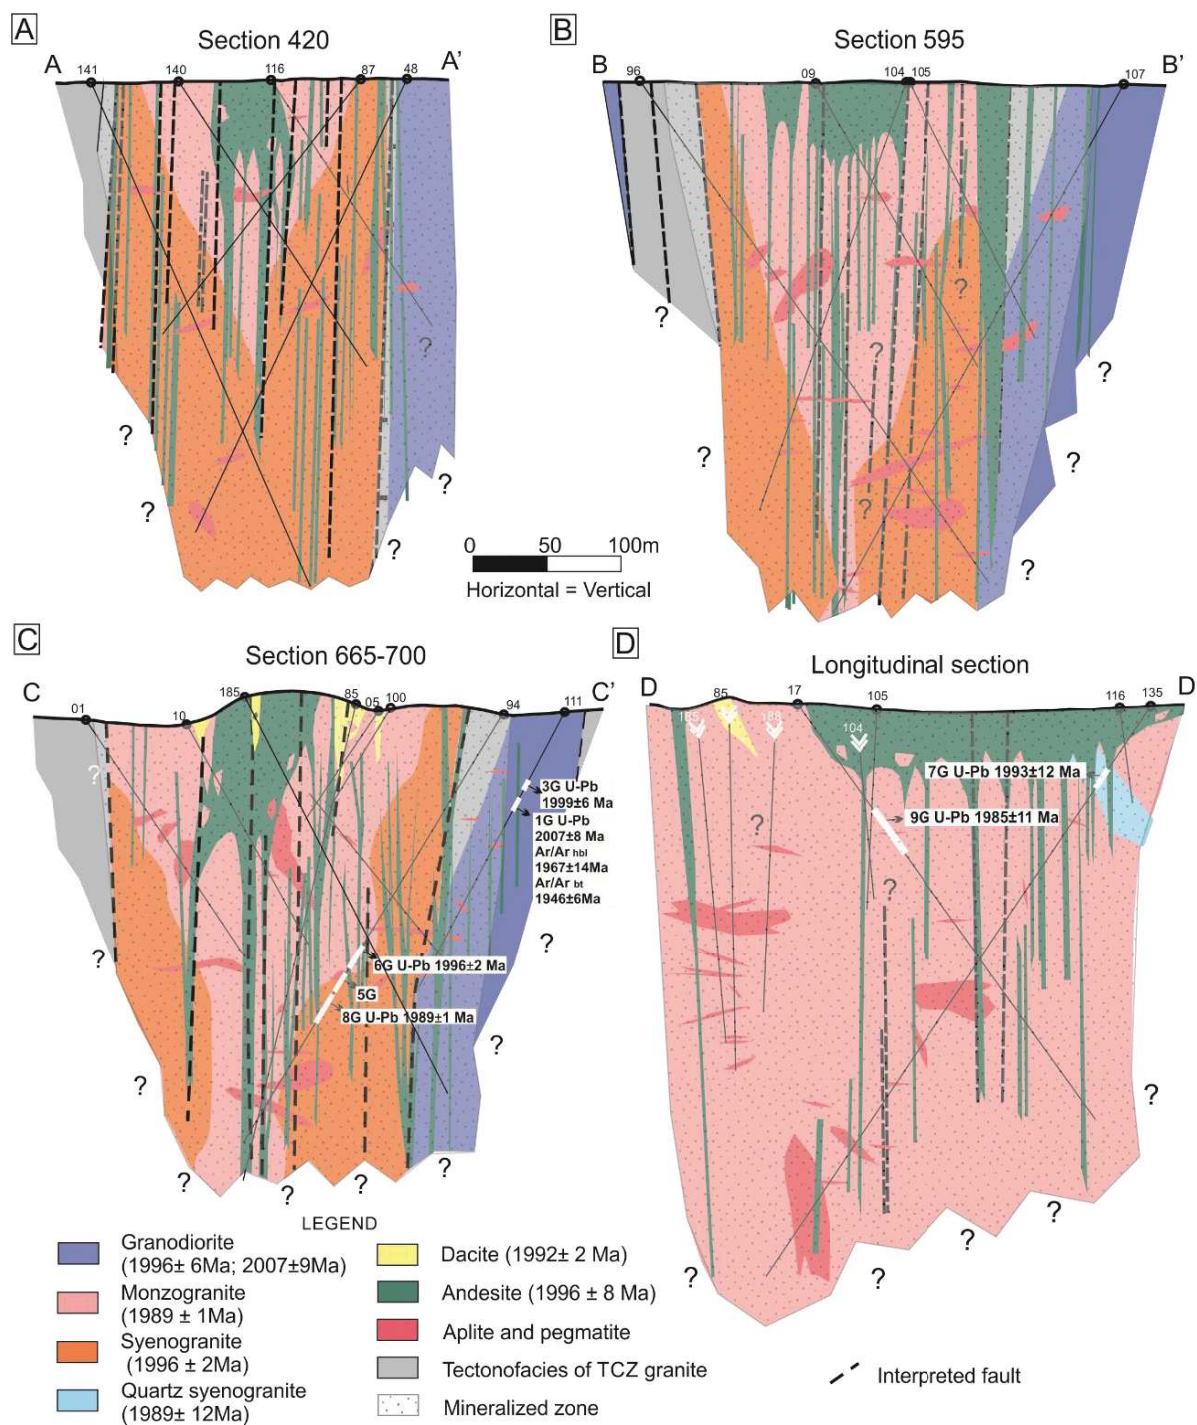 A
Section 420
A
A'
141
140
116
87
48
?
?
?
?
?
B
Section 595
B
B'
96
09
104
105
107
?
?
?
?
?
?
?
?
0 50 100m
Horizontal = Vertical
C
Section 665-700
C
C'
01
10
185
85
05
100
94
111
?
3G U-Pb
1999±6 Ma
1G U-Pb
2007±8 Ma
Ar/Ar hbl
1967±14Ma
Ar/Ar bt
1946±6Ma
6G U-Pb 1996±2 Ma
5G
8G U-Pb 1989±1 Ma
?
?
?
?
?
?
?
?
D
Longitudinal section
D
D
85
17
105
116
135
188
104
7G U-Pb 1993±12 Ma
9G U-Pb 1985±11 Ma
?
?
?
?
?
?
?
LEGEND
Granodiorite
(1996± 6Ma; 2007±9Ma)
Monzogranite
(1989 ± 1Ma)
Syenogranite
(1996 ± 2Ma)
Quartz syenogranite
(1989± 12Ma)
Dacite (1992± 2 Ma)
Andesite (1996 ± 8 Ma)
Aplite and pegmatite
Tectonofacies of TCZ granite
Mineralized zone
Interpreted fault